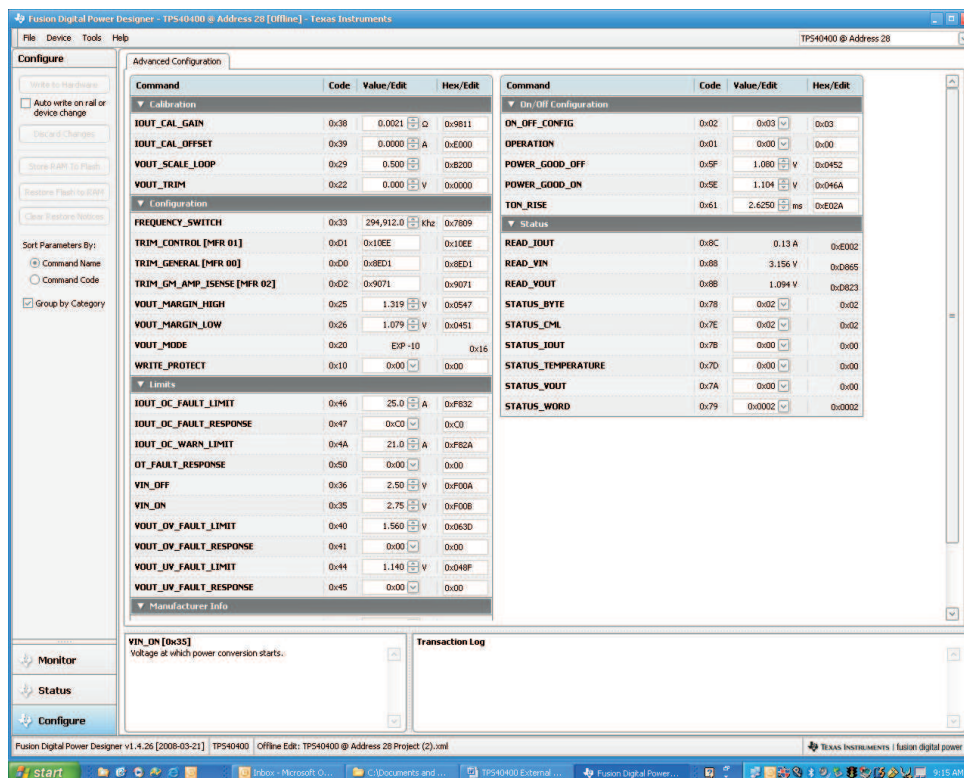 Fusion Digital Power Designer - TPS40400 @ Address 28 [Offline] - Texas Instruments
File Device Tools Help TPS40400 @ Address 28
Configure
Write to Hardware
Auto write on rail or
device change
Discard Changes
Store RAM To Flash
Restore Flash to RAM
Clear Restore Notices
Sort Parameters By:
Command Name
Command Code
Group by Category
Advanced Configuration
Command Code Value/Edit Hex/Edit
Calibration
IOUT_CAL_GAIN 0x38 0.0021 Ω 0x9811
IOUT_CAL_OFFSET 0x39 0.0000 A 0xE000
VOUT_SCALE_LOOP 0x29 0.500 0xB200
VOUT_TRIM 0x22 0.000 V 0x0000
Configuration
FREQUENCY_SWITCH 0x33 294,912.0 Khz 0x7809
TRIM_CONTROL [MFR 01] 0xD1 0x10EE 0x10EE
TRIM_GENERAL [MFR 00] 0xD0 0x8ED1 0x8ED1
TRIM_GM_AMP_ISENSE [MFR 02] 0xD2 0x9071 0x9071
VOUT_MARGIN_HIGH 0x25 1.319 V 0x0547
VOUT_MARGIN_LOW 0x26 1.079 V 0x0451
VOUT_MODE 0x20 EXP -10 0x16
WRITE_PROTECT 0x10 0x00 0x00
Limits
IOUT_OC_FAULT_LIMIT 0x46 25.0 A 0xF832
IOUT_OC_FAULT_RESPONSE 0x47 0xC0 0xC0
IOUT_OC_WARN_LIMIT 0x4A 21.0 A 0xF82A
OT_FAULT_RESPONSE 0x50 0x00 0x00
VIN_OFF 0x36 2.50 V 0xF00A
VIN_ON 0x35 2.75 V 0xF00B
VOUT_OV_FAULT_LIMIT 0x40 1.560 V 0x063D
VOUT_OV_FAULT_RESPONSE 0x41 0x00 0x00
VOUT_UV_FAULT_LIMIT 0x44 1.140 V 0x048F
VOUT_UV_FAULT_RESPONSE 0x45 0x00 0x00
Manufacturer Info
Command Code Value/Edit Hex/Edit
On/Off Configuration
ON_OFF_CONFIG 0x02 0x03 0x03
OPERATION 0x01 0x00 0x00
POWER_GOOD_OFF 0x5F 1.080 V 0x0452
POWER_GOOD_ON 0x5E 1.104 V 0x046A
TON_RISE 0x61 2.6250 ms 0xE02A
Status
READ_IOUT 0x8C 0.13 A 0xE002
READ_VIN 0x88 3.156 V 0xD865
READ_VOUT 0x8B 1.094 V 0xD823
STATUS_BYTE 0x78 0x02 0x02
STATUS_CML 0x7E 0x02 0x02
STATUS_IOUT 0x7B 0x00 0x00
STATUS_TEMPERATURE 0x7D 0x00 0x00
STATUS_VOUT 0x7A 0x00 0x00
STATUS_WORD 0x79 0x0002 0x0002
VIN_ON [0x35]
Voltage at which power conversion starts.
Transaction Log
Monitor
Status
Configure
Fusion Digital Power Designer v1.4.26 [2008-03-21] TPS40400 Offline Edit: TPS40400 @ Address 28 Project (2).xml TEXAS INSTRUMENTS | fusion digital power
start Inbox - Microsoft O... C:\Documents and ... TPS40400 External ... Fusion Digital Power... 9:15 AM